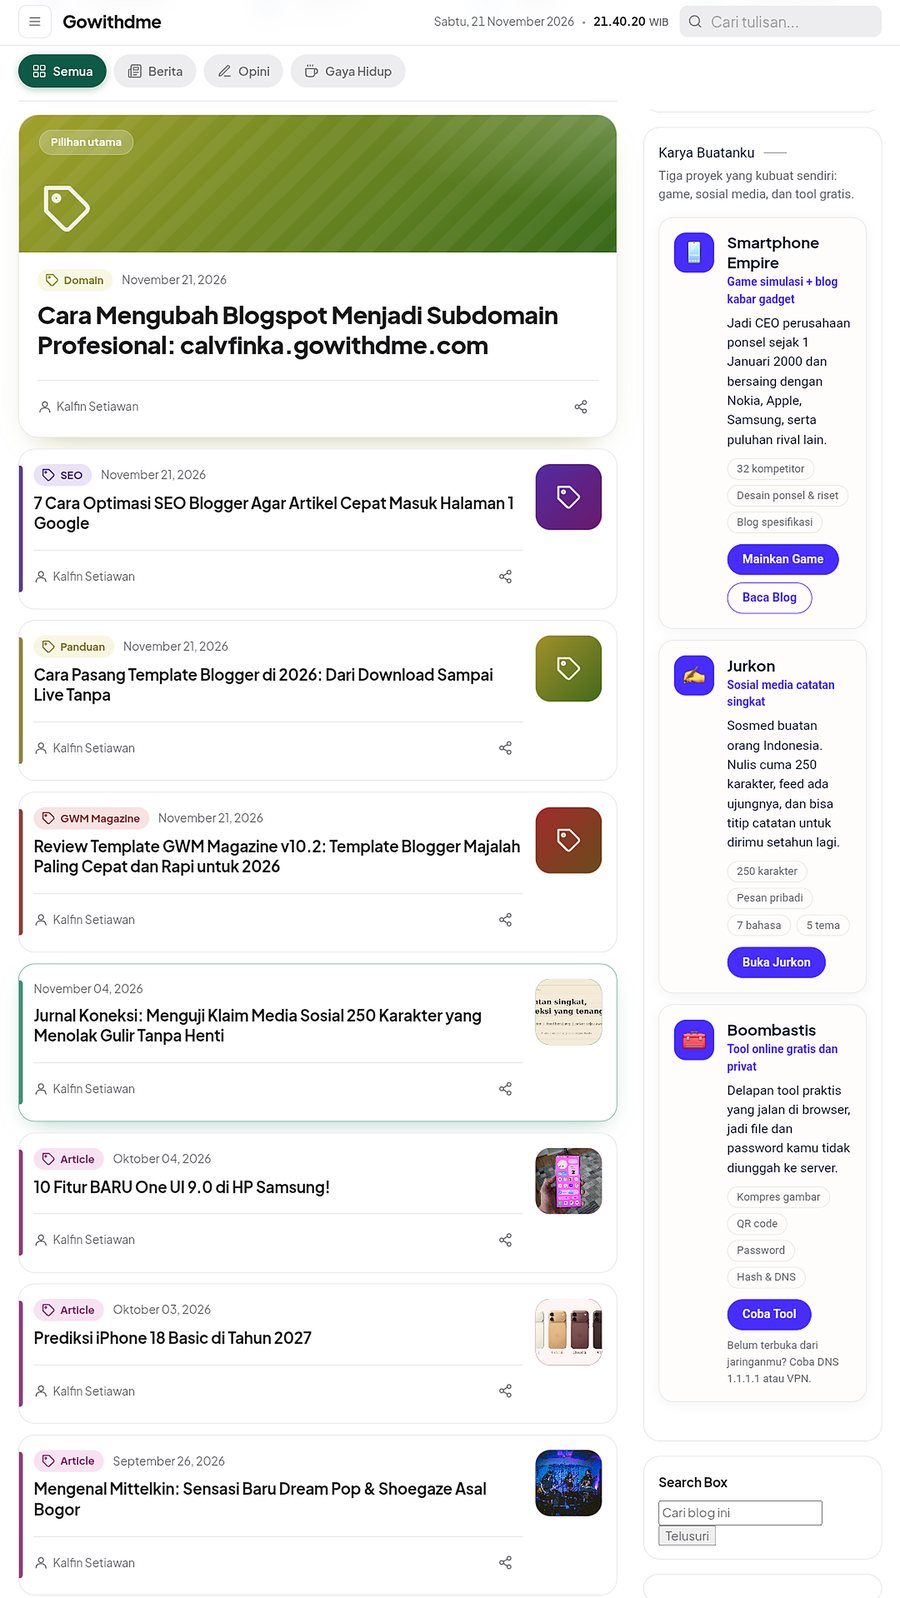 Gowithdme
Sabtu, 21 November 2026 • 21.40.20 WIB
Cari tulisan...
Semua
Berita
Opini
Gaya Hidup
Pilihan utama
Domain
November 21, 2026
Cara Mengubah Blogspot Menjadi Subdomain
Profesional: calvfinka.gowithdme.com
Kalfin Setiawan
SEO
November 21, 2026
7 Cara Optimasi SEO Blogger Agar Artikel Cepat Masuk Halaman 1
Google
Kalfin Setiawan
Panduan
November 21, 2026
Cara Pasang Template Blogger di 2026: Dari Download Sampai
Live Tanpa
Kalfin Setiawan
GWM Magazine
November 21, 2026
Review Template GWM Magazine v10.2: Template Blogger Majalah
Paling Cepat dan Rapi untuk 2026
Kalfin Setiawan
November 04, 2026
Jurnal Koneksi: Menguji Klaim Media Sosial 250 Karakter yang
Menolak Gulir Tanpa Henti
ntan singkat,
eksi yang tenang
Kalfin Setiawan
Article
Oktober 04, 2026
10 Fitur BARU One UI 9.0 di HP Samsung!
Kalfin Setiawan
Article
Oktober 03, 2026
Prediksi iPhone 18 Basic di Tahun 2027
Kalfin Setiawan
Article
September 26, 2026
Mengenal Mittelkin: Sensasi Baru Dream Pop & Shoegaze Asal
Bogor
Kalfin Setiawan
Karya Buatanku
Tiga proyek yang kubuat sendiri:
game, sosial media, dan tool gratis.
Smartphone
Empire
Game simulasi + blog
kabar gadget
Jadi CEO perusahaan
ponsel sejak 1
Januari 2000 dan
bersaing dengan
Nokia, Apple,
Samsung, serta
puluhan rival lain.
32 kompetitor
Desain ponsel & riset
Blog spesifikasi
Mainkan Game
Baca Blog
Jurkon
Sosial media catatan
singkat
Sosmed buatan
orang Indonesia.
Nulis cuma 250
karakter, feed ada
ujungnya, dan bisa
titip catatan untuk
dirimu setahun lagi.
250 karakter
Pesan pribadi
7 bahasa
5 tema
Buka Jurkon
Boombastis
Tool online gratis dan
privat
Delapan tool praktis
yang jalan di browser,
jadi file dan
password kamu tidak
diunggah ke server.
Kompres gambar
QR code
Password
Hash & DNS
Coba Tool
Belum terbuka dari
jaringanmu? Coba DNS
1.1.1.1 atau VPN.
Search Box
Cari blog ini
Telusuri